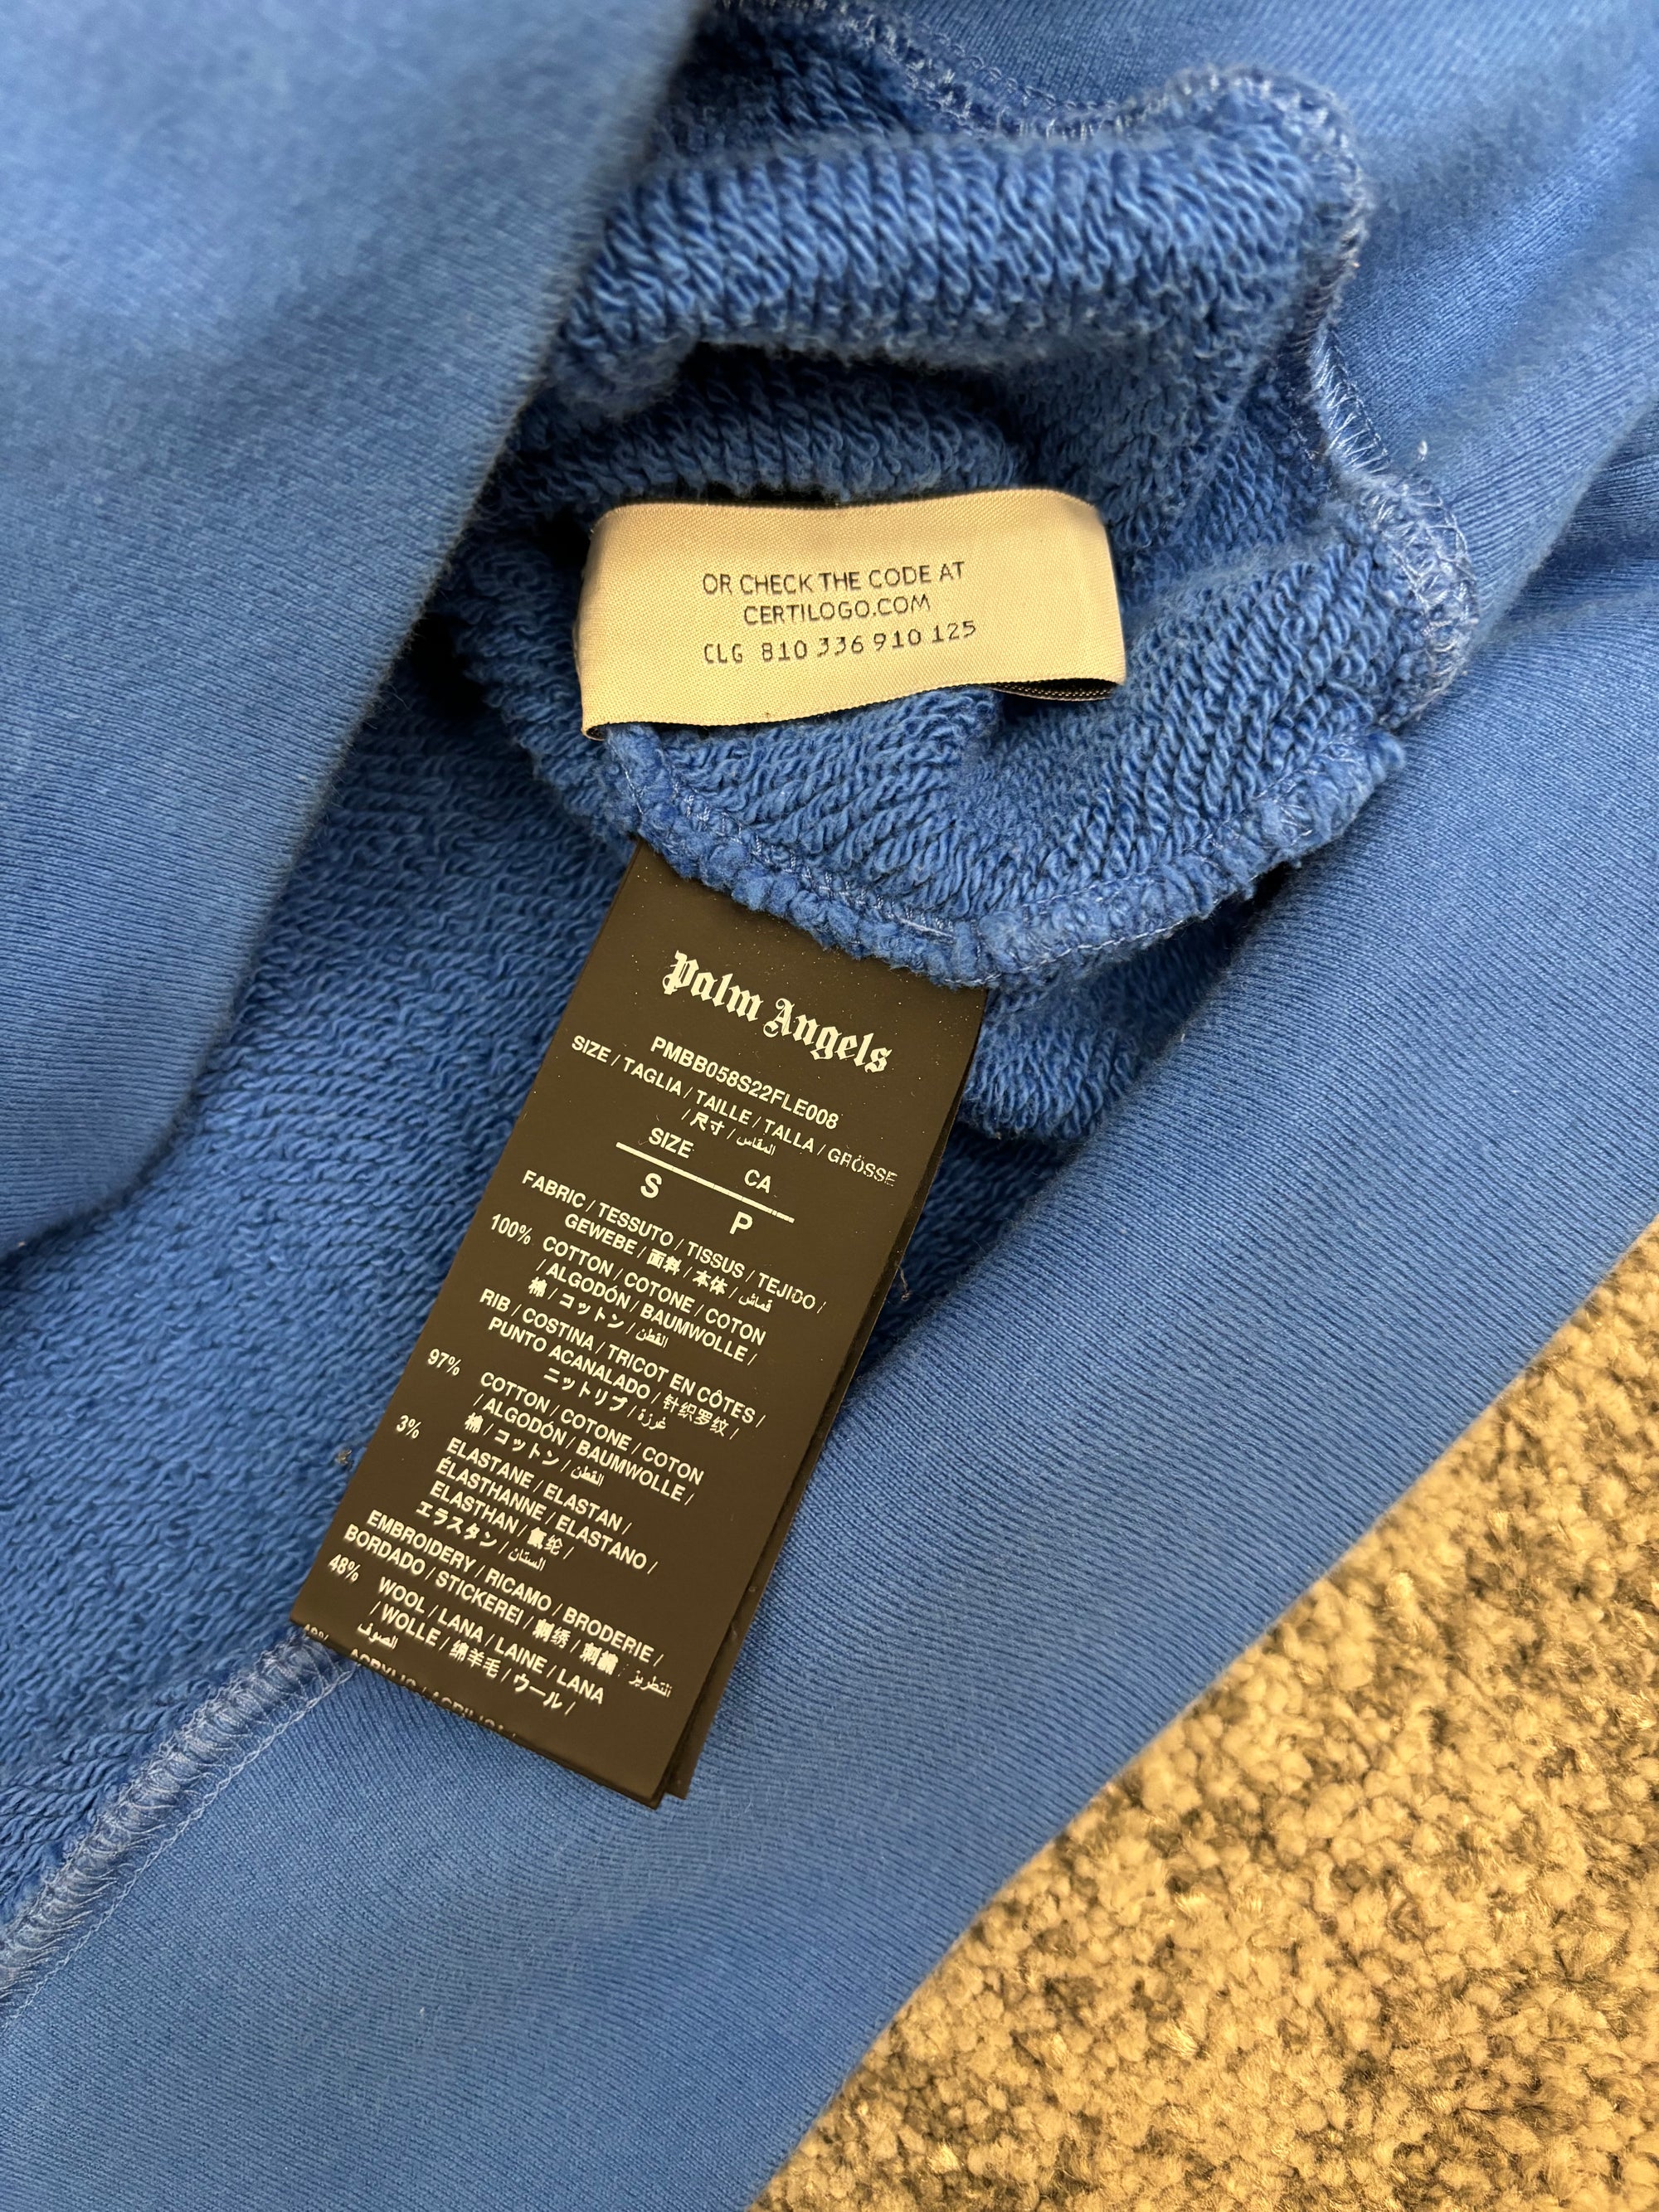 OR CHECK THE CODE AT
CERTILOGO.COM
CLG 810 336 910 125
Palm Angels
PMBB058S22FLE008
SIZE / TAGLIA / TAILLE / TALLA / GRÖSSE
/ 尺寸 / المقاس
SIZE CA
S P
FABRIC / TESSUTO / TISSUS / TEJIDO /
GEWEBE / 面料 / 本体 / قماش
100% COTTON / COTONE / COTON
/ ALGODÓN / BAUMWOLLE /
棉 / コットン / القطن
RIB / COSTINA / TRICOT EN CÔTES /
PUNTO ACANALADO / 针织罗纹 /
ニットリブ / غرزة
97% COTTON / COTONE / COTON
/ ALGODÓN / BAUMWOLLE /
棉 / コットン / القطن
3% ELASTANE / ELASTAN /
ÉLASTHANNE / ELASTANO /
ELASTHAN / 氨纶 /
エラスタン / الستان
EMBROIDERY / RICAMO / BRODERIE /
BORDADO / STICKEREI / 刺绣 / 刺繍 / التطريز
48% WOOL / LANA / LAINE / LANA
/ WOLLE / 绵羊毛 / ウール /
الصوف